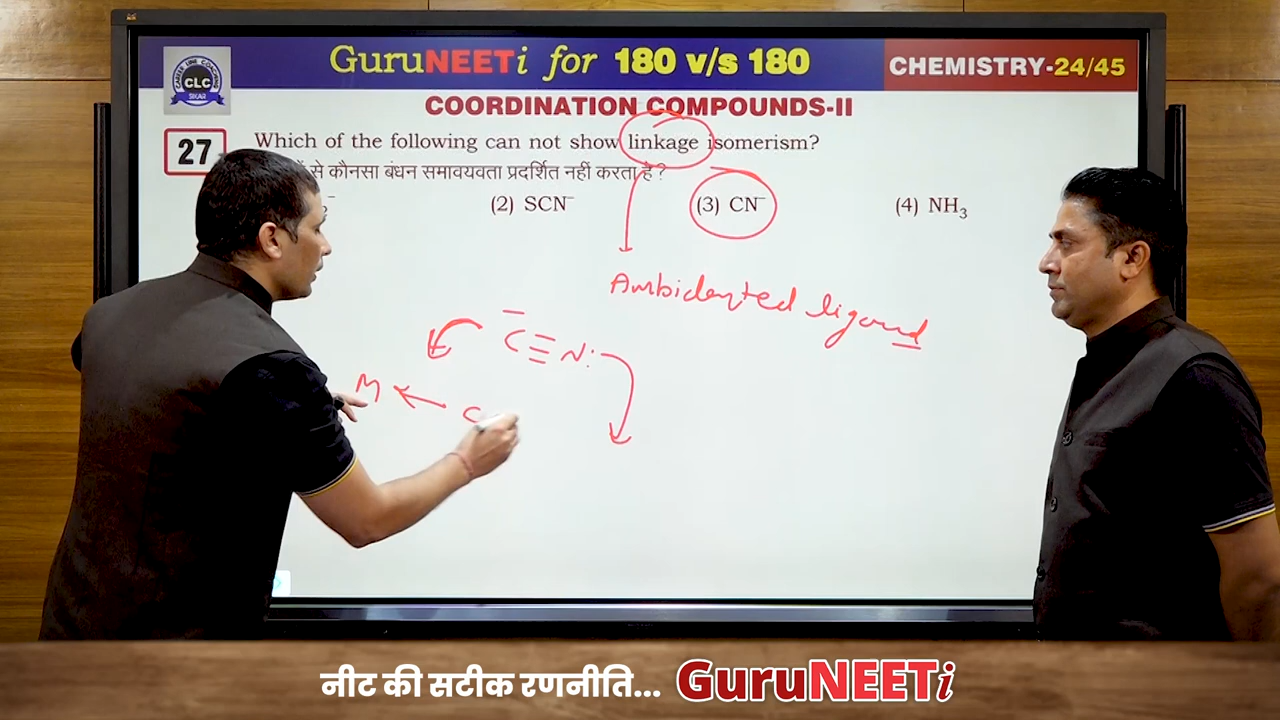 GuruNEETi for 180 v/s 180
CHEMISTRY-24/45
CLC
SIKAR
COORDINATION COMPOUNDS-II
27
Which of the following can not show linkage isomerism?
से कौनसा बंधन समावयवता प्रदर्शित नहीं करता है ?
(2) SCN⁻
(3) CN⁻
(4) NH₃
Ambidented ligand
C̄≡N:
M ← C
नीट की सटीक रणनीति... GuruNEETi